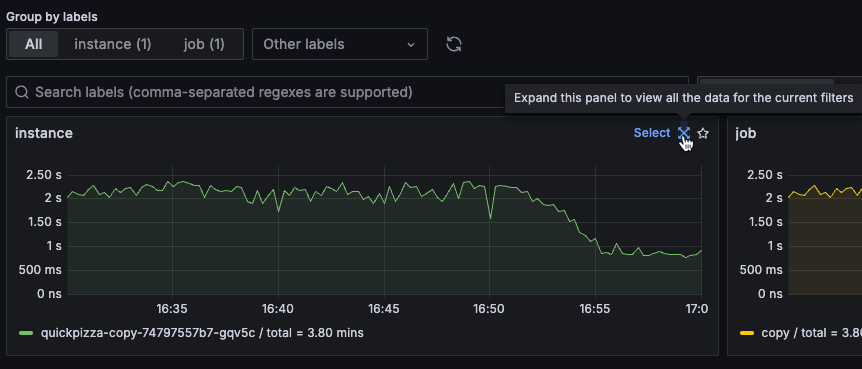 Group by labels
All instance (1) job (1) Other labels
Search labels (comma-separated regexes are supported)
Expand this panel to view all the data for the current filters
instance Select
2.50 s
2 s
1.50 s
1 s
500 ms
0 ns
16:35 16:40 16:45 16:50 16:55 17:0
quickpizza-copy-74797557b7-gqv5c / total = 3.80 mins
job
2.50 s
2 s
1.50 s
1 s
500 ms
0 ns
copy / total = 3.80